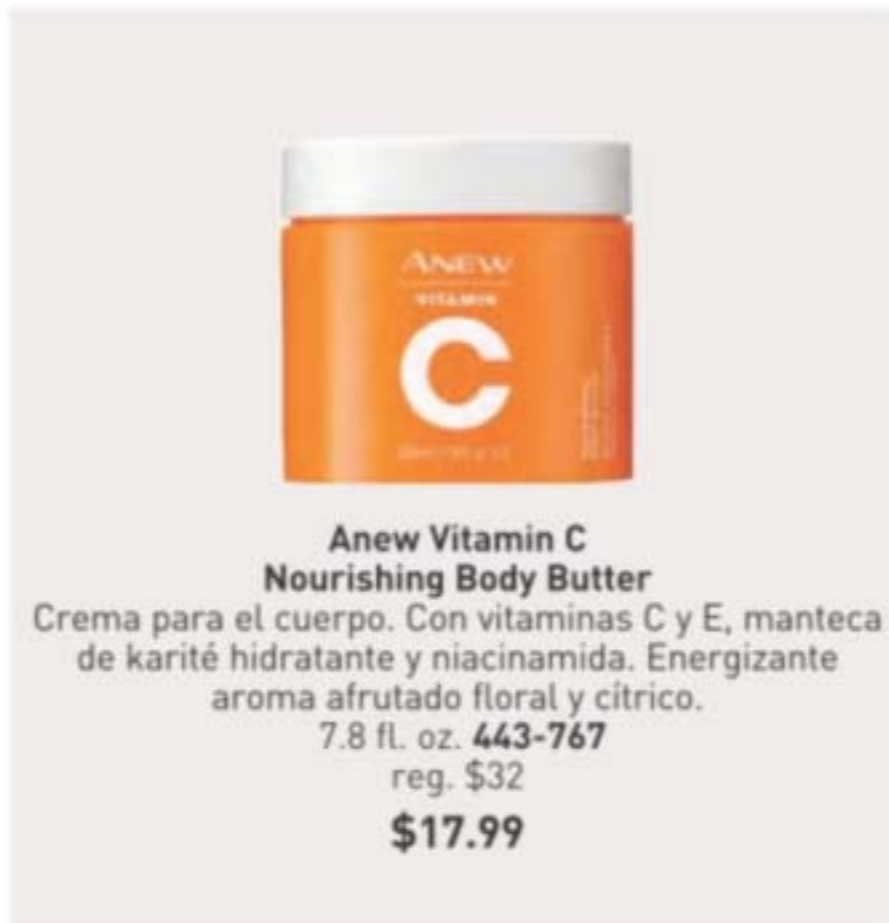 ANEW
VITAMIN
C
Anew Vitamin C
Nourishing Body Butter
Crema para el cuerpo. Con vitaminas C y E, manteca
de karité hidratante y niacinamida. Energizante
aroma afrutado floral y cítrico.
7.8 fl. oz. 443-767
reg. $32
$17.99